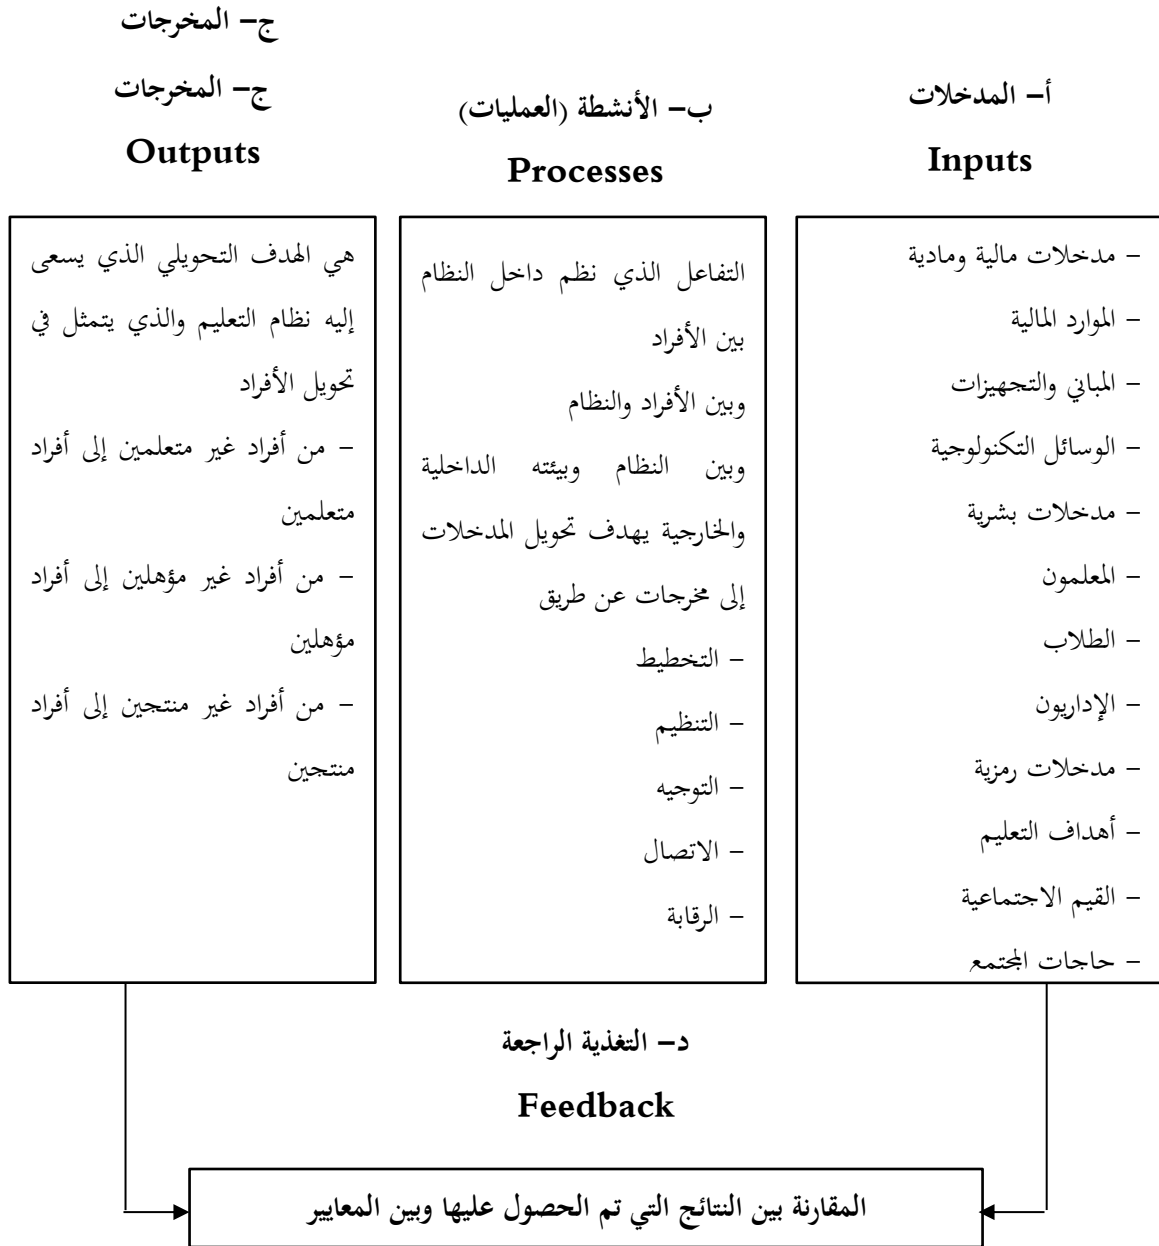 ج– المخرجات
أ– المدخلات
Inputs
ب– الأنشطة (العمليات)
Processes
ج– المخرجات
Outputs
– مدخلات مالية ومادية
– الموارد المالية
– المباني والتجهيزات
– الوسائل التكنولوجية
– مدخلات بشرية
– المعلمون
– الطلاب
– الإداريون
– مدخلات رمزية
– أهداف التعليم
– القيم الاجتماعية
– حاجات المجتمع
التفاعل الذي نظم داخل النظام
بين الأفراد
وبين الأفراد والنظام
وبين النظام وبيئته الداخلية
والخارجية يهدف تحويل المدخلات
إلى مخرجات عن طريق
– التخطيط
– التنظيم
– التوجيه
– الاتصال
– الرقابة
هي الهدف التحويلي الذي يسعى
إليه نظام التعليم والذي يتمثل في
تحويل الأفراد
– من أفراد غير متعلمين إلى أفراد
متعلمين
– من أفراد غير مؤهلين إلى أفراد
مؤهلين
– من أفراد غير منتجين إلى أفراد
منتجين
د– التغذية الراجعة
Feedback
المقارنة بين النتائج التي تم الحصول عليها وبين المعايير